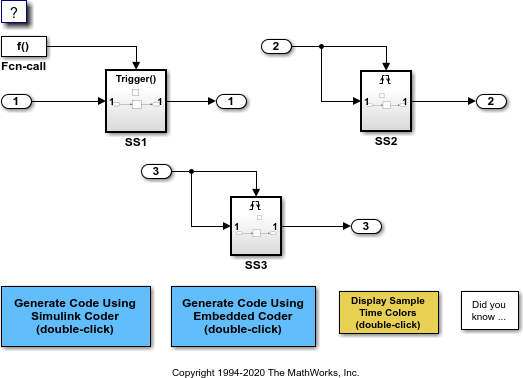 ?
f()
Fcn-call
Trigger()
1
1
1
1
SS1
2
1
1
2
SS2
3
1
1
3
SS3
Generate Code Using
Simulink Coder
(double-click)
Generate Code Using
Embedded Coder
(double-click)
Display Sample
Time Colors
(double-click)
Did you
know ...
Copyright 1994-2020 The MathWorks, Inc.